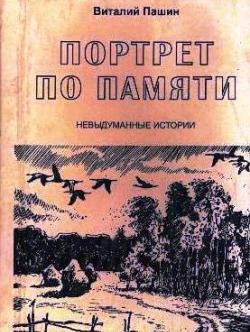 Виталий Пашин
ПОРТРЕТ
ПО ПАМЯТИ
НЕВЫДУМАННЫЕ ИСТОРИИ